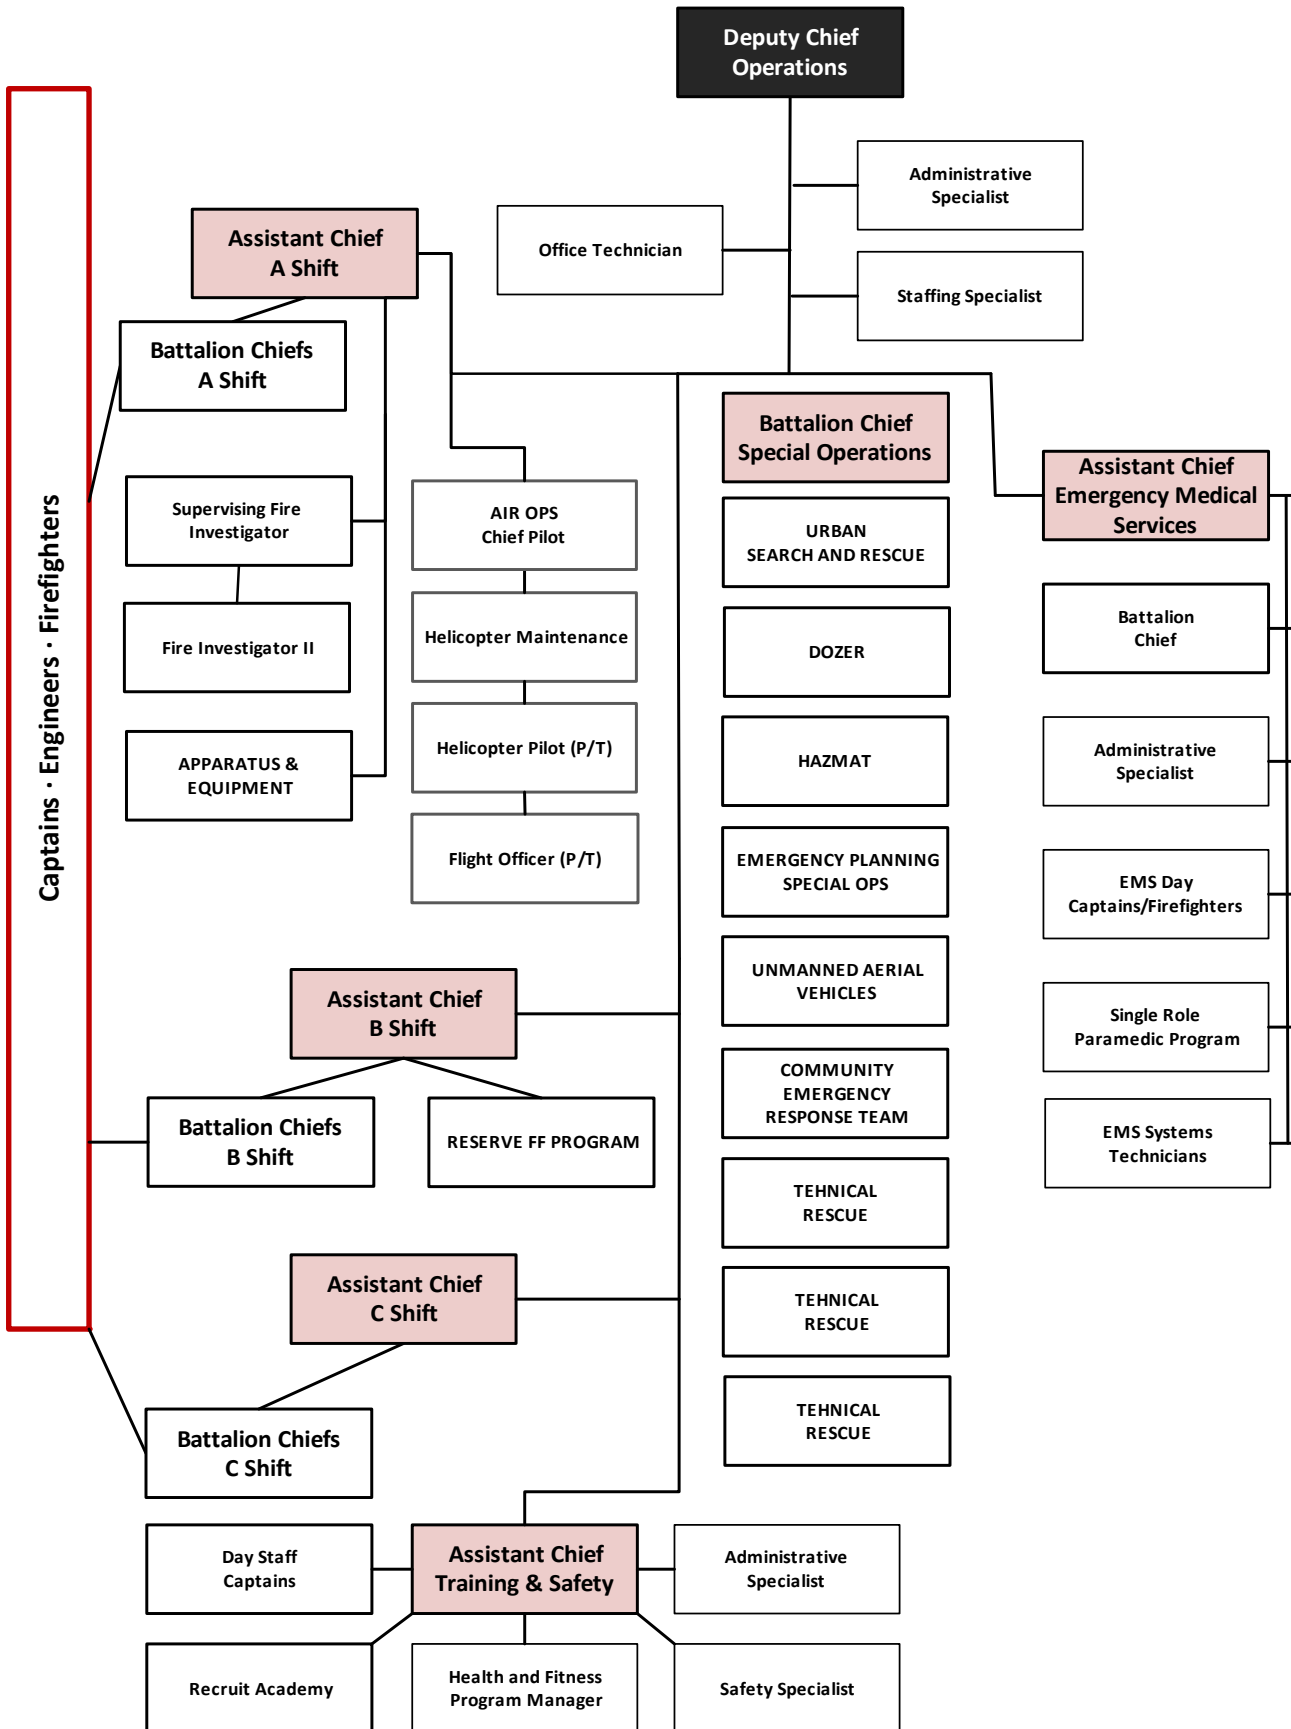 Deputy Chief
Operations
Administrative
Specialist
Office Technician
Staffing Specialist
Assistant Chief
A Shift
Battalion Chiefs
A Shift
Captains · Engineers · Firefighters
Supervising Fire
Investigator
Fire Investigator II
APPARATUS &
EQUIPMENT
AIR OPS
Chief Pilot
Helicopter Maintenance
Helicopter Pilot (P/T)
Flight Officer (P/T)
Battalion Chief
Special Operations
URBAN
SEARCH AND RESCUE
DOZER
HAZMAT
EMERGENCY PLANNING
SPECIAL OPS
UNMANNED AERIAL
VEHICLES
COMMUNITY
EMERGENCY
RESPONSE TEAM
TEHNICAL
RESCUE
TEHNICAL
RESCUE
TEHNICAL
RESCUE
Assistant Chief
Emergency Medical
Services
Battalion
Chief
Administrative
Specialist
EMS Day
Captains/Firefighters
Single Role
Paramedic Program
EMS Systems
Technicians
Assistant Chief
B Shift
Battalion Chiefs
B Shift
RESERVE FF PROGRAM
Assistant Chief
C Shift
Battalion Chiefs
C Shift
Day Staff
Captains
Assistant Chief
Training & Safety
Administrative
Specialist
Recruit Academy
Health and Fitness
Program Manager
Safety Specialist